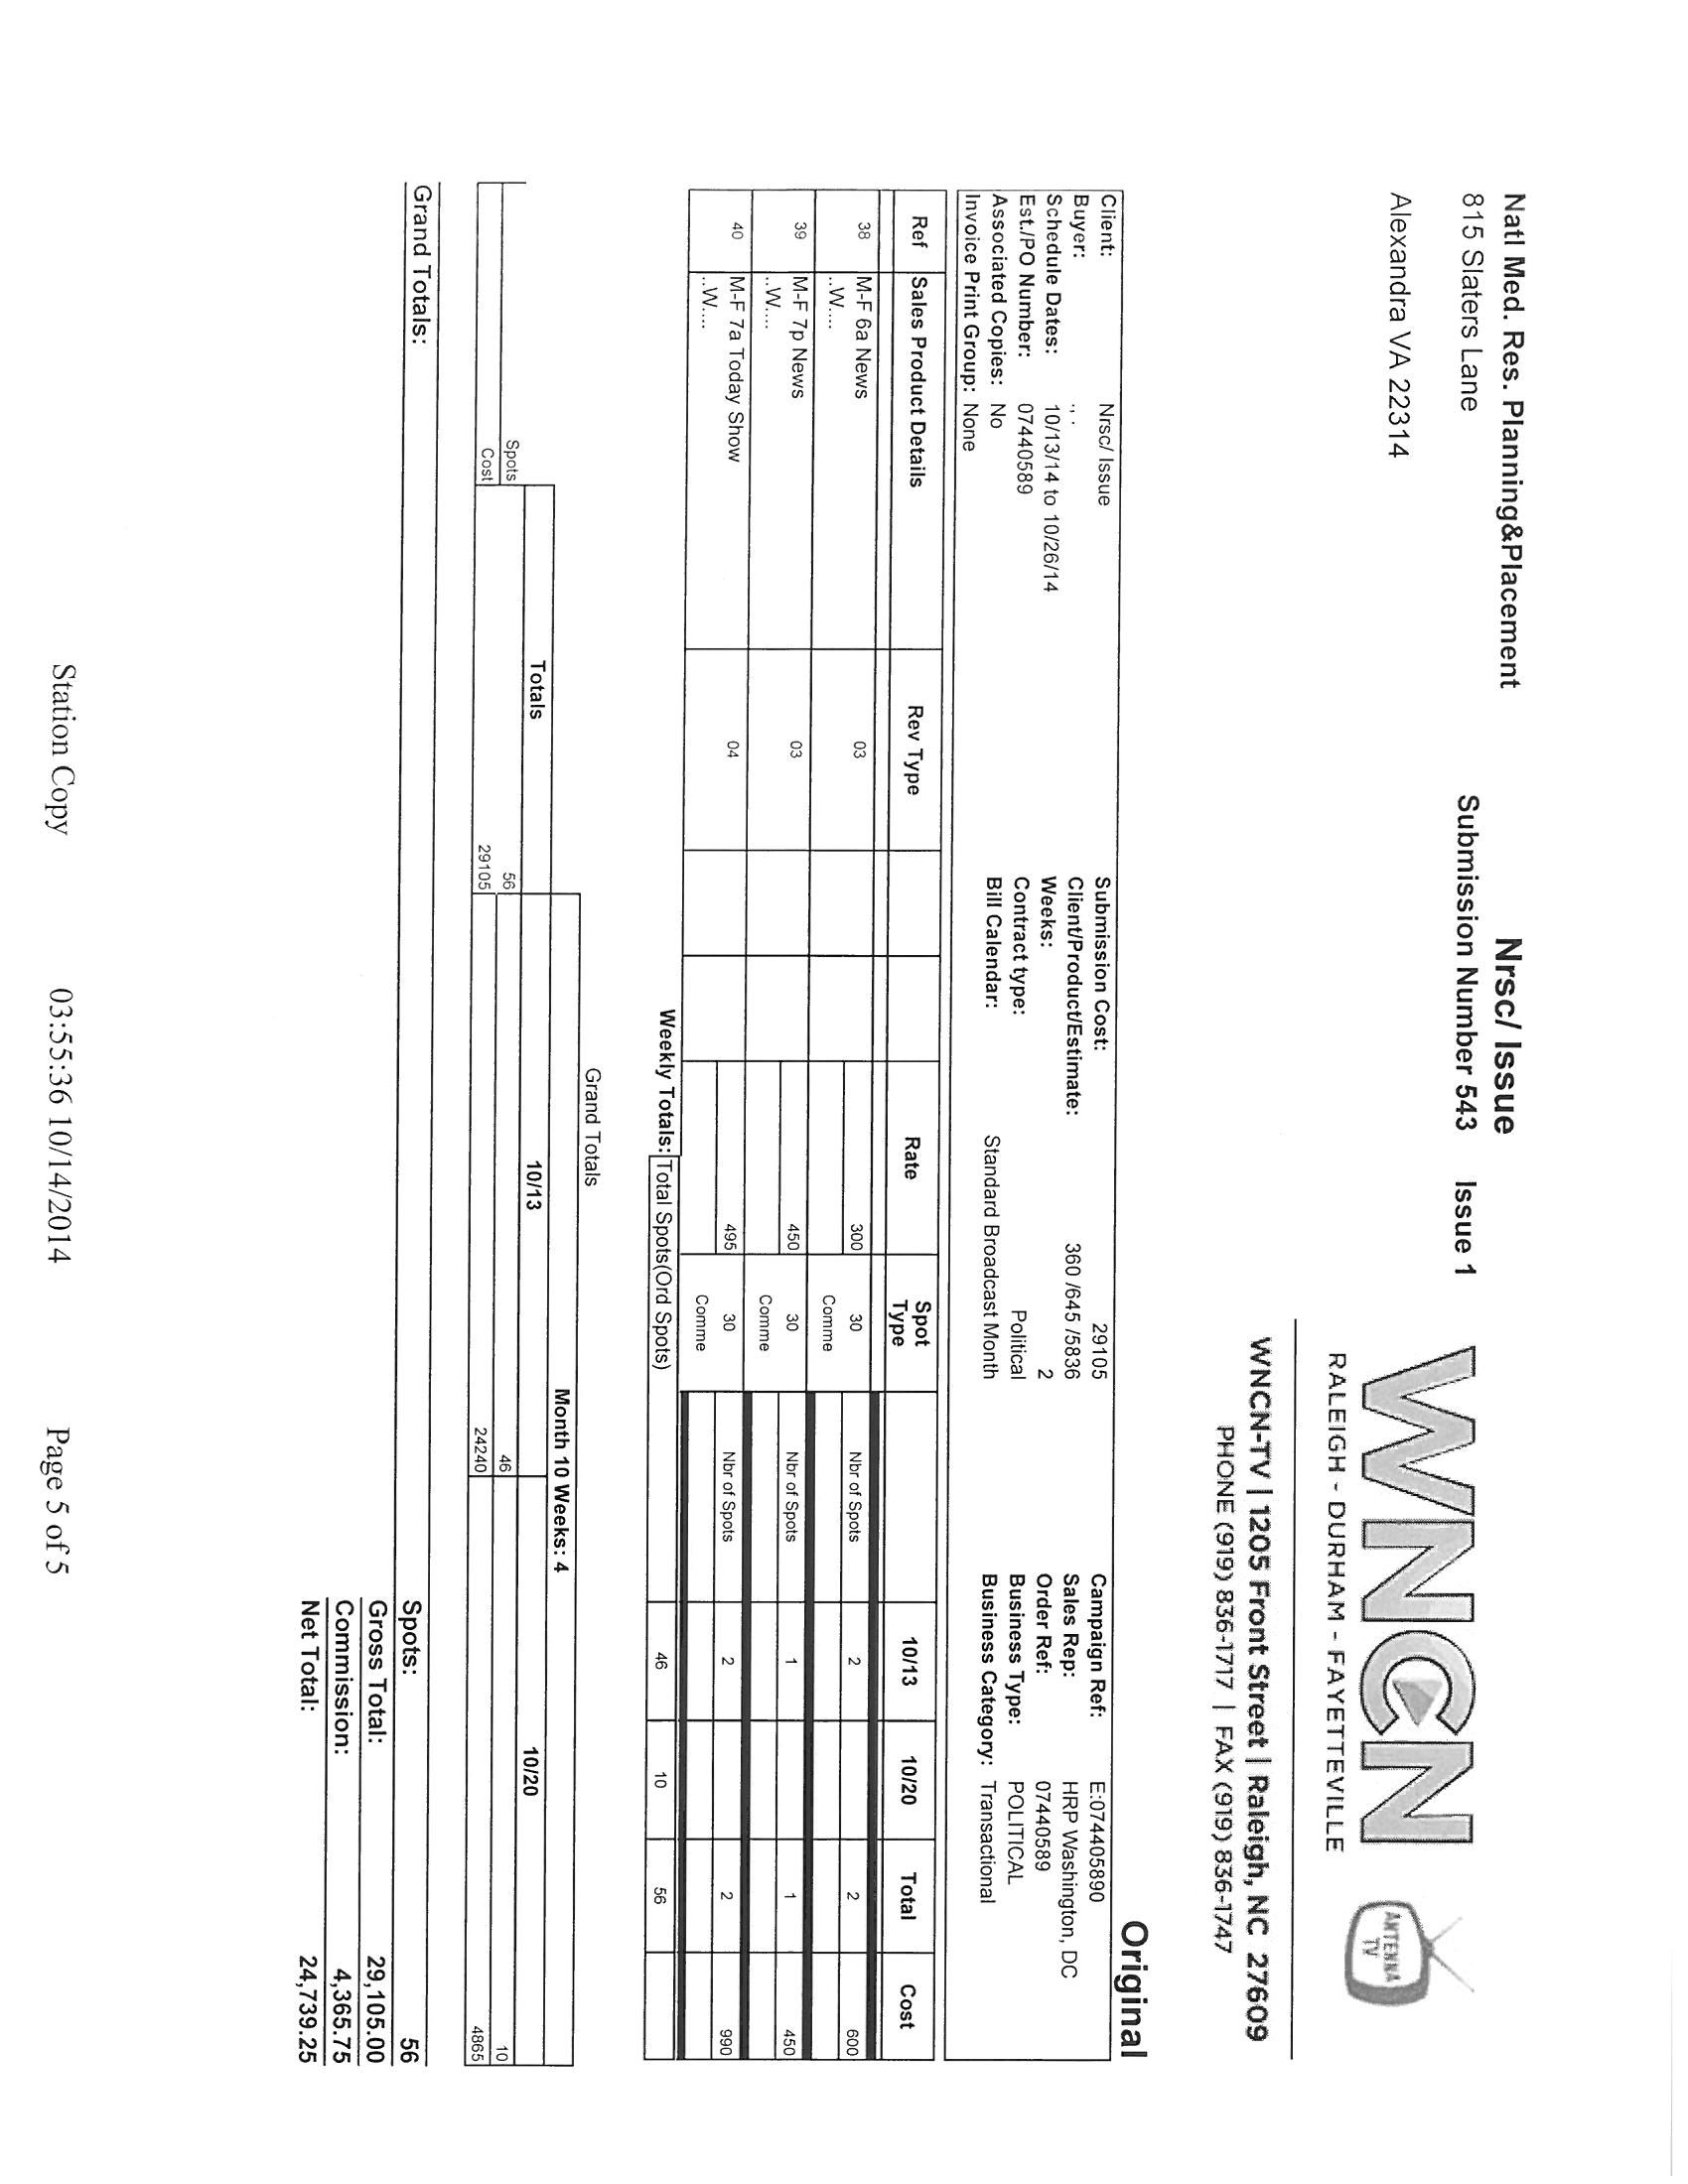 Natl Med. Res. Planning&Placement
815 Slaters Lane
Alexandra VA 22314
Nrsc/ Issue
Submission Number 543 Issue 1
WNCN
ANTENNA TV
RALEIGH - DURHAM - FAYETTEVILLE
WNCN-TV | 1205 Front Street | Raleigh, NC 27609
PHONE (919) 836-1717 | FAX (919) 836-1747
Original
Client: Nrsc/ Issue Submission Cost: 29105 Campaign Ref: E:07440589O
Buyer: ., . Client/Product/Estimate: 360 /645 /5836 Sales Rep: HRP Washington, DC
Schedule Dates: 10/13/14 to 10/26/14 Weeks: 2 Order Ref: 07440589
Est./PO Number: 07440589 Contract type: Political Business Type: POLITICAL
Associated Copies: No Bill Calendar: Standard Broadcast Month Business Category: Transactional
Invoice Print Group: None
Ref Sales Product Details Rev Type Rate Spot Type 10/13 10/20 Total Cost
38 M-F 6a News 03 300 30 Nbr of Spots 2 2 600
..W.... Comme
39 M-F 7p News 03 450 30 Nbr of Spots 1 1 450
..W.... Comme
40 M-F 7a Today Show 04 495 30 Nbr of Spots 2 2 990
..W.... Comme
Weekly Totals: Total Spots(Ord Spots) 46 10 56
Grand Totals
Month 10 Weeks: 4
Totals 10/13 10/20
Spots 56 46 10
Cost 29105 24240 4865
Grand Totals: Spots: 56
Gross Total: 29,105.00
Commission: 4,365.75
Net Total: 24,739.25
Station Copy 03:55:36 10/14/2014 Page 5 of 5